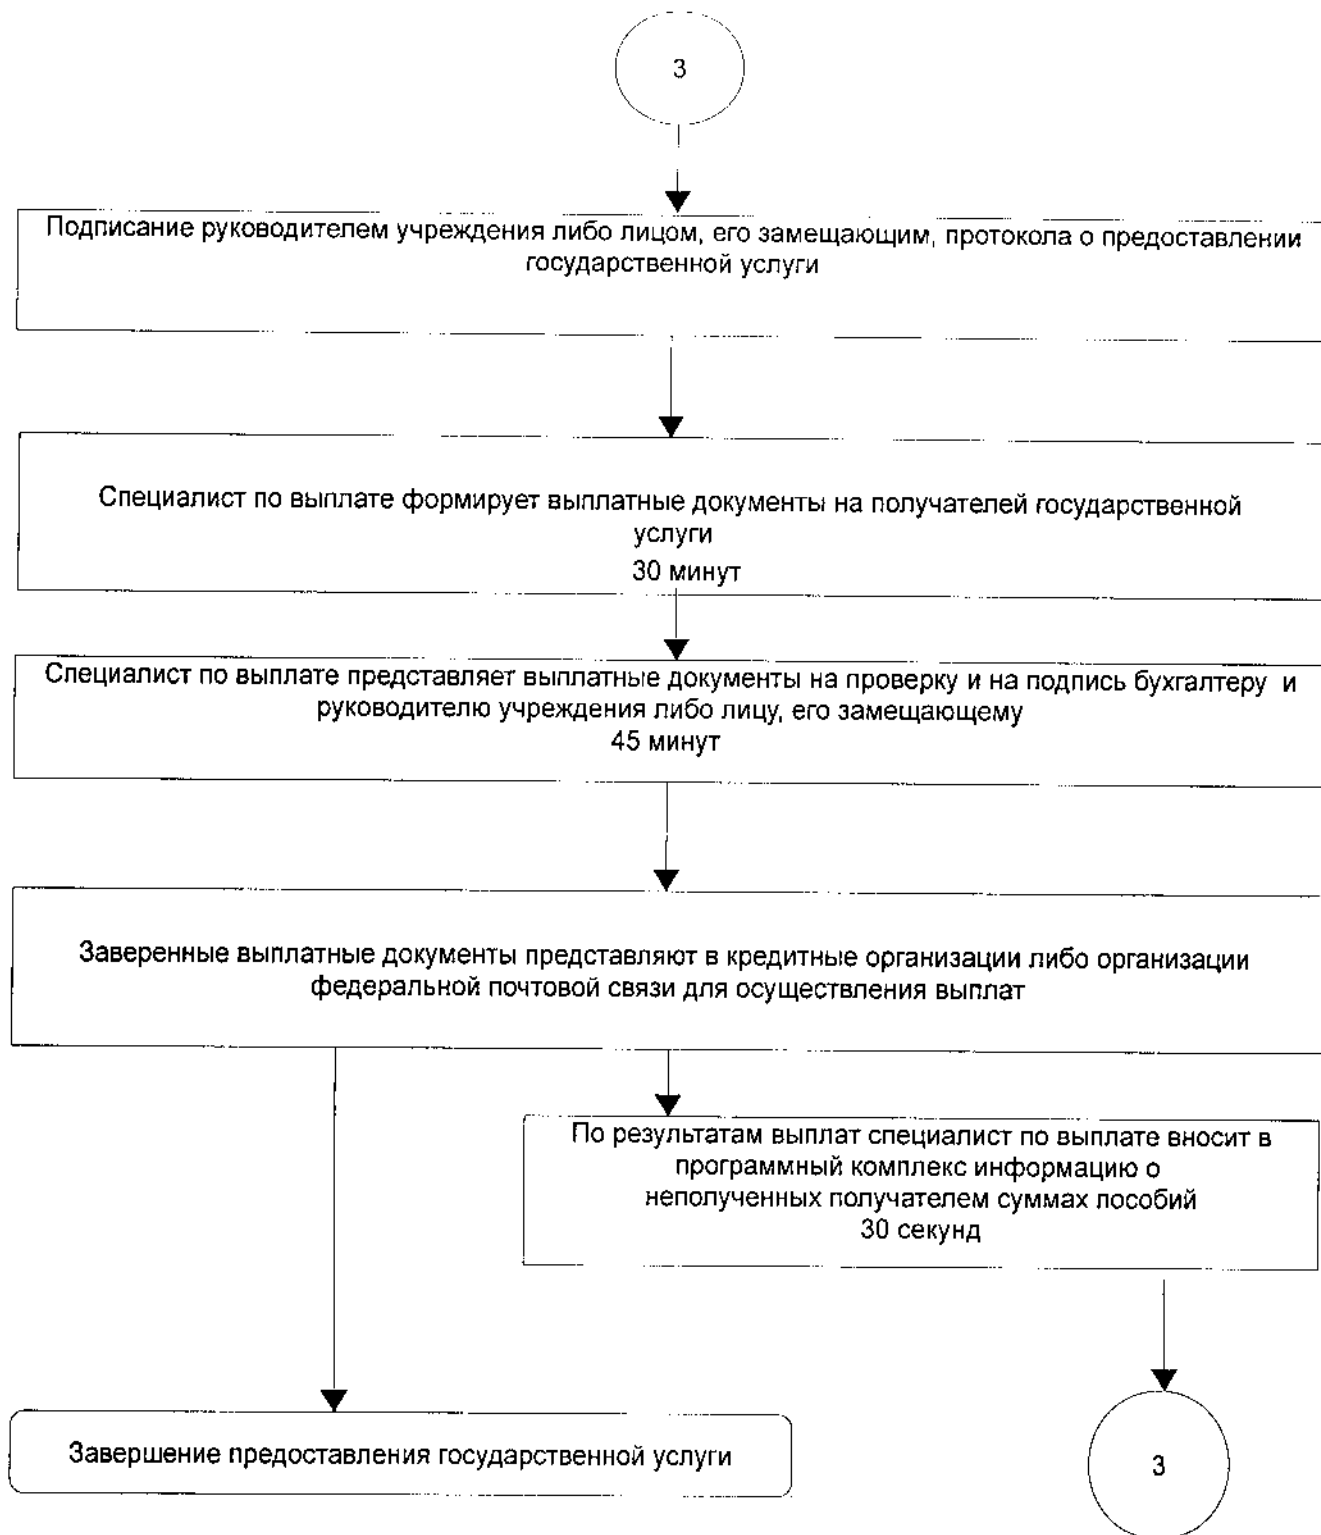 3
Подписание руководителем учреждения либо лицом, его замещающим, протокола о предоставлении
государственной услуги
Специалист по выплате формирует выплатные документы на получателей государственной
услуги
30 минут
Специалист по выплате представляет выплатные документы на проверку и на подпись бухгалтеру и
руководителю учреждения либо лицу, его замещающему
45 минут
Заверенные выплатные документы представляют в кредитные организации либо организации
федеральной почтовой связи для осуществления выплат
По результатам выплат специалист по выплате вносит в
программный комплекс информацию о
неполученных получателем суммах пособий
30 секунд
Завершение предоставления государственной услуги
3